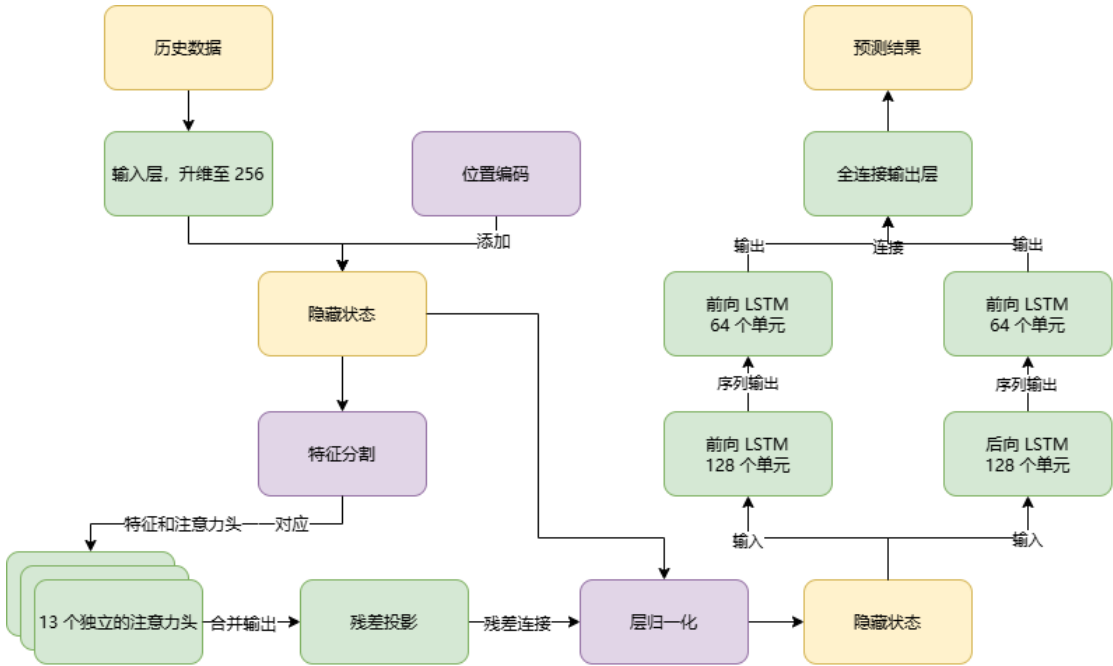 历史数据
输入层，升维至 256
位置编码
添加
隐藏状态
特征分割
特征和注意力头一一对应
13 个独立的注意力头
合并输出
残差投影
残差连接
层归一化
隐藏状态
输入
输入
前向 LSTM
128 个单元
后向 LSTM
128 个单元
序列输出
序列输出
前向 LSTM
64 个单元
前向 LSTM
64 个单元
输出
连接
输出
全连接输出层
预测结果